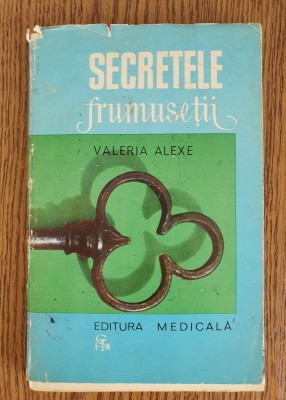 SECRETELE
frumuseții
VALERIA ALEXE
EDITURA MEDICALĂ